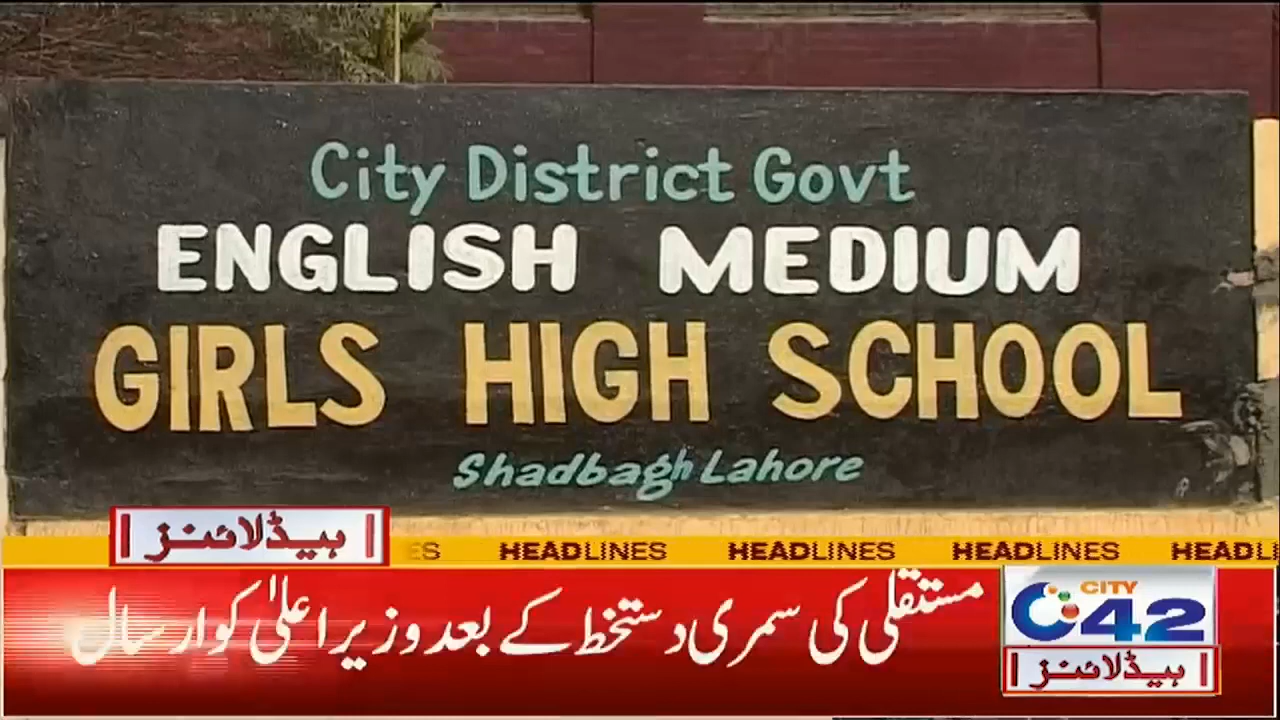 City District Govt
ENGLISH MEDIUM
GIRLS HIGH SCHOOL
Shadbagh Lahore
ہیڈلائنز
ES HEADLINES HEADLINES HEADLINES HEADLI
مستقلی کی سمری دستخط کے بعد وزیراعلیٰ کو ارسال
CITY
42
ہیڈلائنز